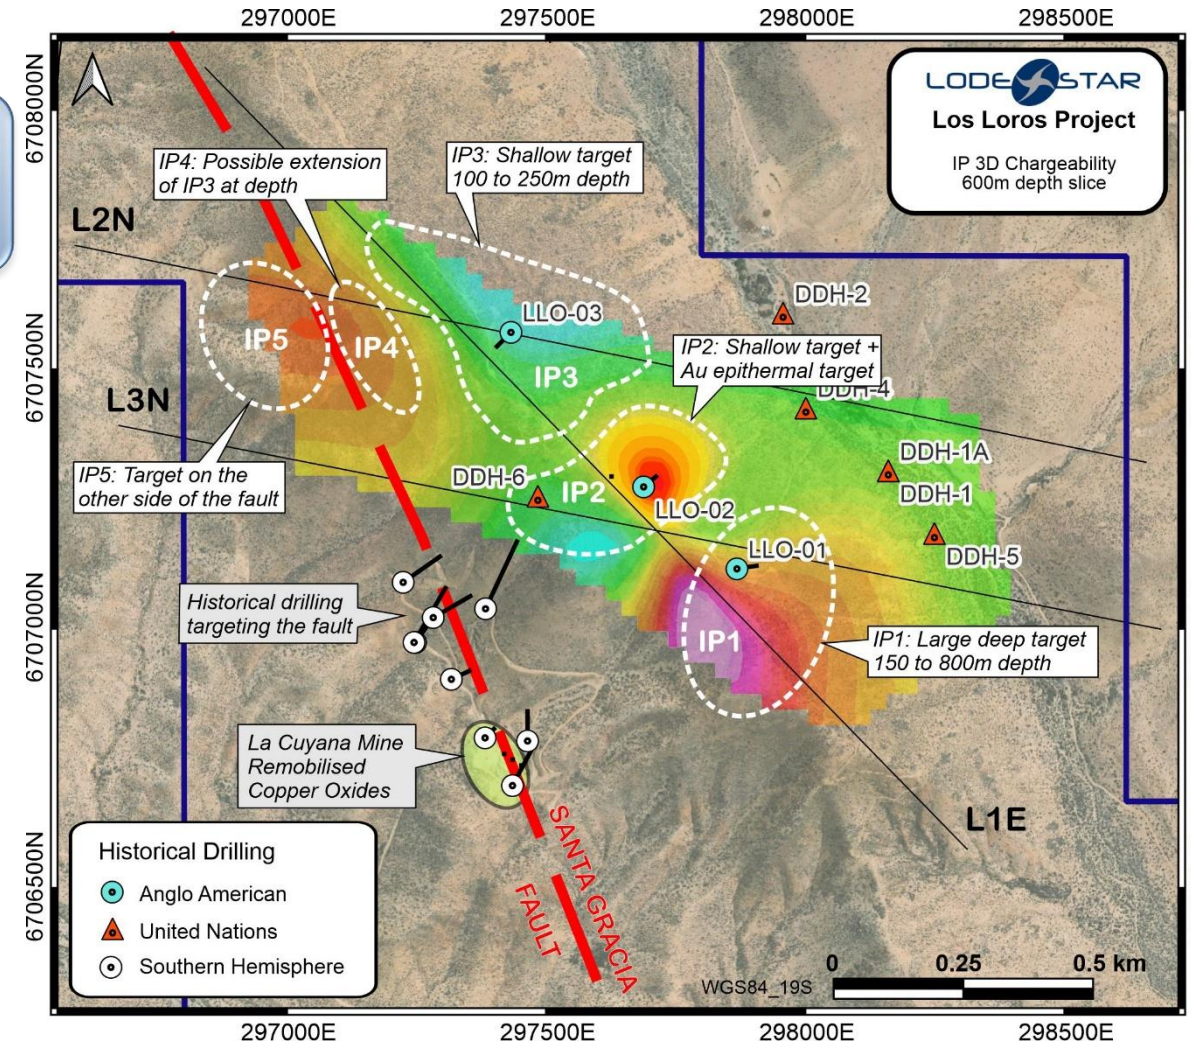 297000E
297500E
298000E
298500E
6708000N
6707500N
6707000N
6706500N
LODE STAR
Los Loros Project
IP 3D Chargeability
600m depth slice
IP4: Possible extension
of IP3 at depth
IP3: Shallow target
100 to 250m depth
L2N
LLO-03
DDH-2
IP5
IP4
IP3
IP2: Shallow target +
Au epithermal target
DDH-4
L3N
DDH-1A
DDH-1
IP5: Target on the
other side of the fault
DDH-6
IP2
LLO-02
DDH-5
LLO-01
Historical drilling
targeting the fault
IP1
IP1: Large deep target
150 to 800m depth
La Cuyana Mine
Remobilised
Copper Oxides
L1E
SANTA GRACIA
FAULT
Historical Drilling
Anglo American
United Nations
Southern Hemisphere
0
0.25
0.5 km
WGS84_19S
297000E
297500E
298000E
298500E